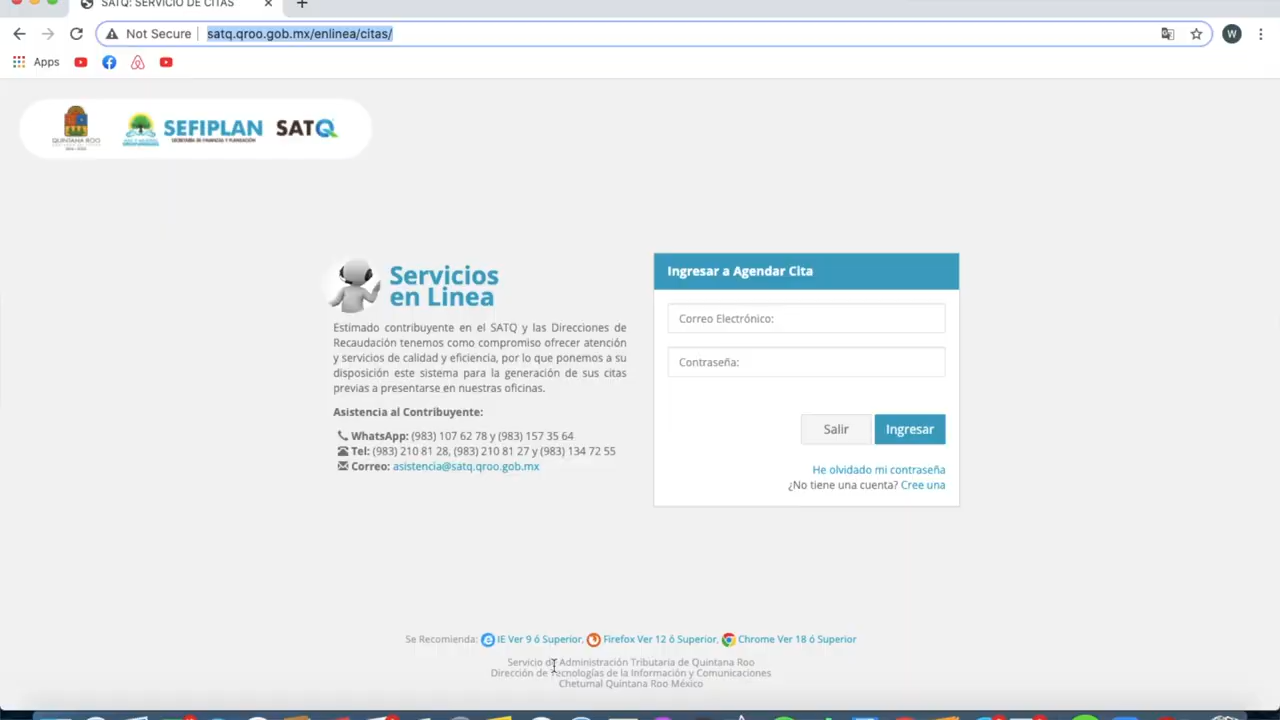 SATQ: SERVICIO DE CITAS
Not Secure
satq.qroo.gob.mx/enlinea/citas/
W
Apps
QUINTANA ROO
SEFIPLAN
SECRETARÍA DE FINANZAS Y PLANEACIÓN
SATQ
Servicios
en Linea
Estimado contribuyente en el SATQ y las Direcciones de
Recaudación tenemos como compromiso ofrecer atención
y servicios de calidad y eficiencia, por lo que ponemos a su
disposición este sistema para la generación de sus citas
previas a presentarse en nuestras oficinas.
Asistencia al Contribuyente:
WhatsApp: (983) 107 62 78 y (983) 157 35 64
Tel: (983) 210 81 28, (983) 210 81 27 y (983) 134 72 55
Correo: asistencia@satq.qroo.gob.mx
Ingresar a Agendar Cita
Correo Electrónico:
Contraseña:
Salir
Ingresar
He olvidado mi contraseña
¿No tiene una cuenta? Cree una
Se Recomienda: IE Ver 9 ó Superior, Firefox Ver 12 ó Superior, Chrome Ver 18 ó Superior
Servicio de Administración Tributaria de Quintana Roo
Dirección de Tecnologías de la Información y Comunicaciones
Chetumal Quintana Roo México